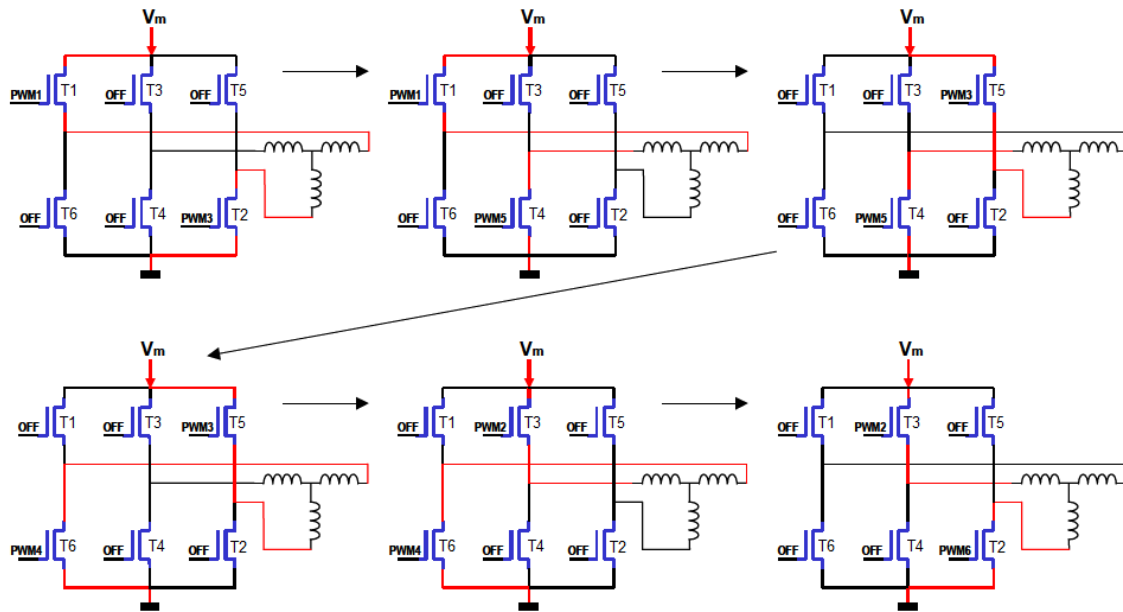 Vm Vm Vm
PWM1 T1 OFF T3 OFF T5 PWM1 T1 OFF T3 OFF T5 OFF T1 OFF T3 PWM3 T5
OFF T6 OFF T4 PWM3 T2 OFF T6 PWM5 T4 OFF T2 OFF T6 PWM5 T4 OFF T2
Vm Vm Vm
OFF T1 OFF T3 PWM3 T5 OFF T1 PWM2 T3 OFF T5 OFF T1 PWM2 T3 OFF T5
PWM4 T6 OFF T4 OFF T2 PWM4 T6 OFF T4 OFF T2 OFF T6 OFF T4 PWM6 T2